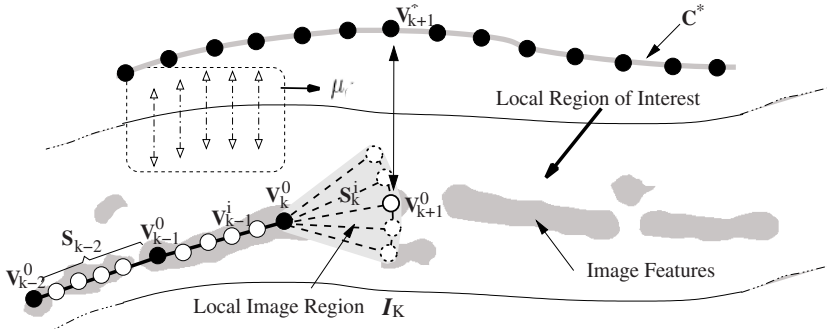 V*k+1
C*
μ
Local Region of Interest
V0k
Sik
V0k+1
Vik-1
V0k-1
Sk-2
V0k-2
Image Features
Local Image Region IK